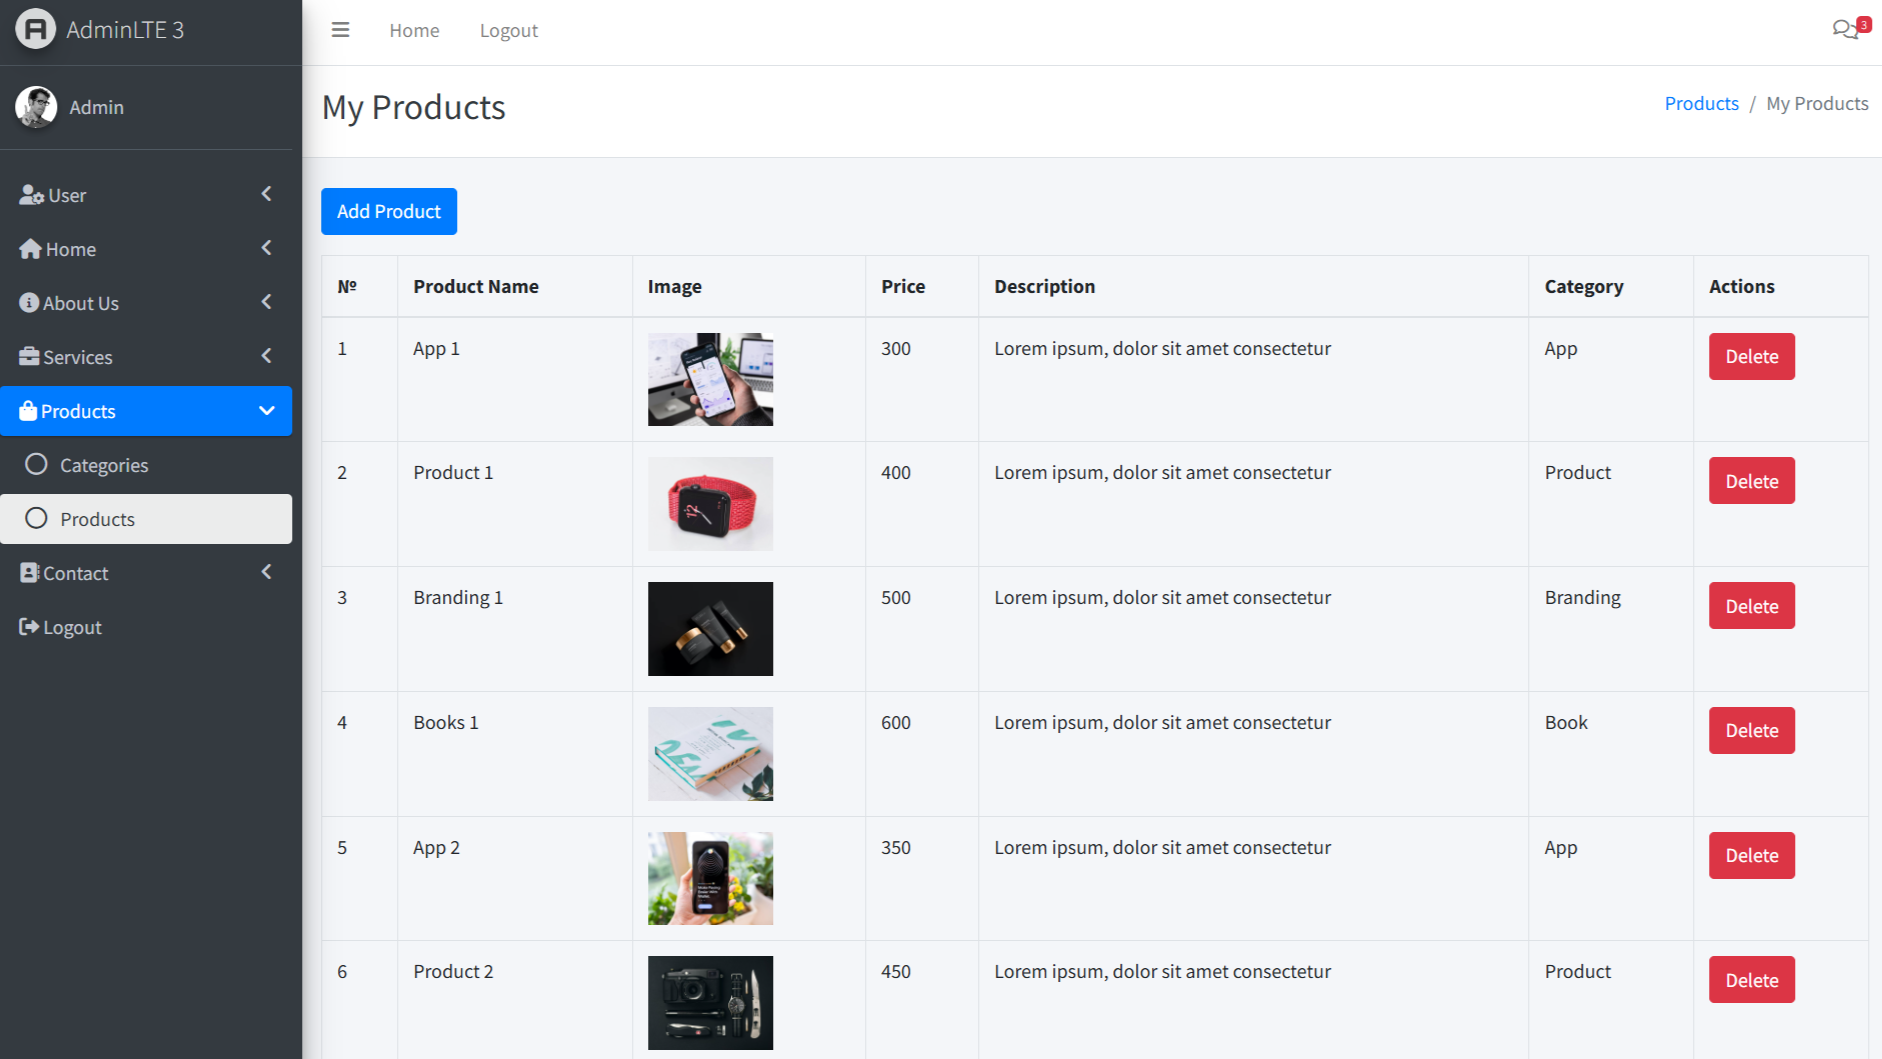 AdminLTE 3
Home Logout
3
Admin
My Products
Products / My Products
User
Home
About Us
Services
Products
Categories
Products
Contact
Logout
Add Product
№ Product Name Image Price Description Category Actions
1 App 1 300 Lorem ipsum, dolor sit amet consectetur App Delete
2 Product 1 400 Lorem ipsum, dolor sit amet consectetur Product Delete
3 Branding 1 500 Lorem ipsum, dolor sit amet consectetur Branding Delete
4 Books 1 600 Lorem ipsum, dolor sit amet consectetur Book Delete
5 App 2 350 Lorem ipsum, dolor sit amet consectetur App Delete
6 Product 2 450 Lorem ipsum, dolor sit amet consectetur Product Delete